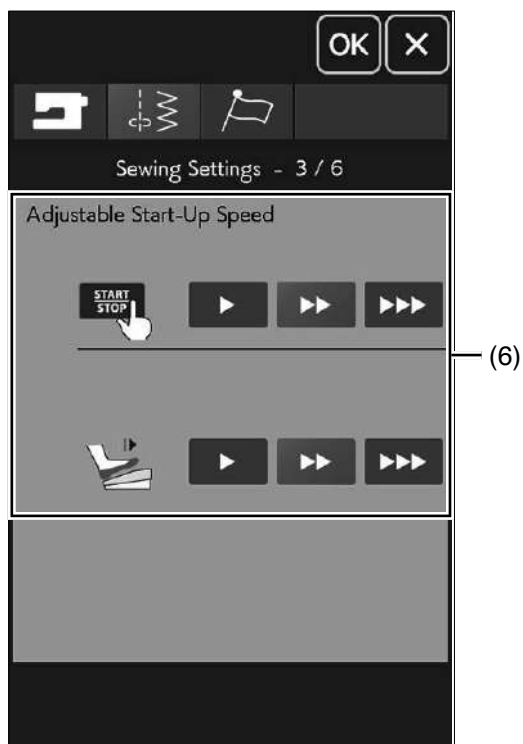 OK
Sewing Settings - 3 / 6
Adjustable Start-Up Speed
START
STOP
(6)